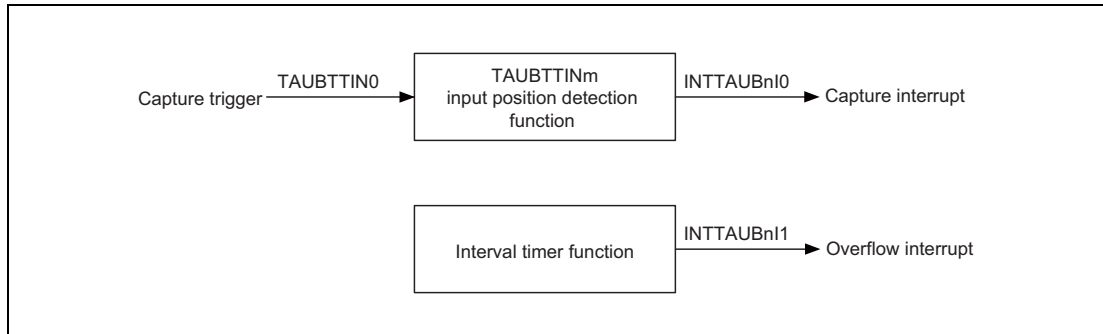 Capture trigger
TAUBTTIN0
TAUBTTINm
input position detection
function
INTTAUBnI0
Capture interrupt
Interval timer function
INTTAUBnI1
Overflow interrupt